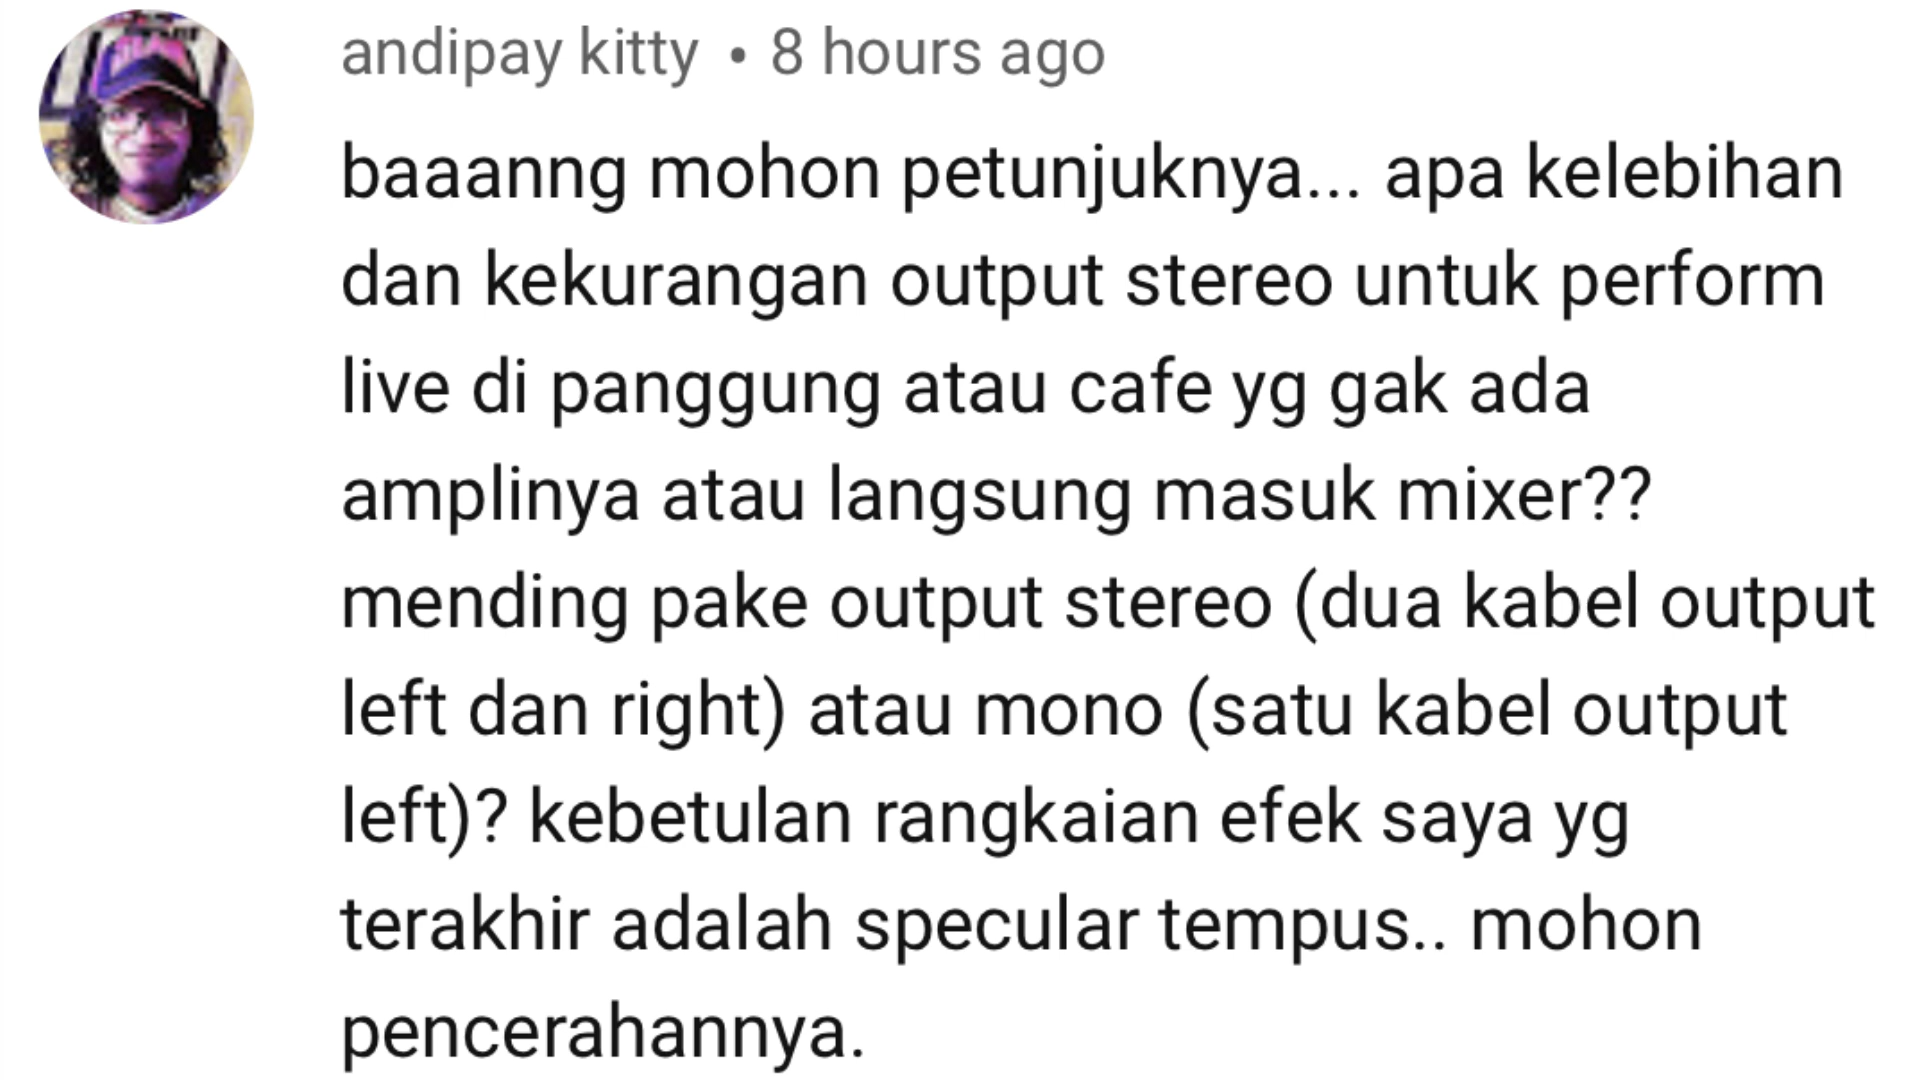 andipay kitty • 8 hours ago
baaanng mohon petunjuknya... apa kelebihan
dan kekurangan output stereo untuk perform
live di panggung atau cafe yg gak ada
amplinya atau langsung masuk mixer??
mending pake output stereo (dua kabel output
left dan right) atau mono (satu kabel output
left)? kebetulan rangkaian efek saya yg
terakhir adalah specular tempus.. mohon
pencerahannya.